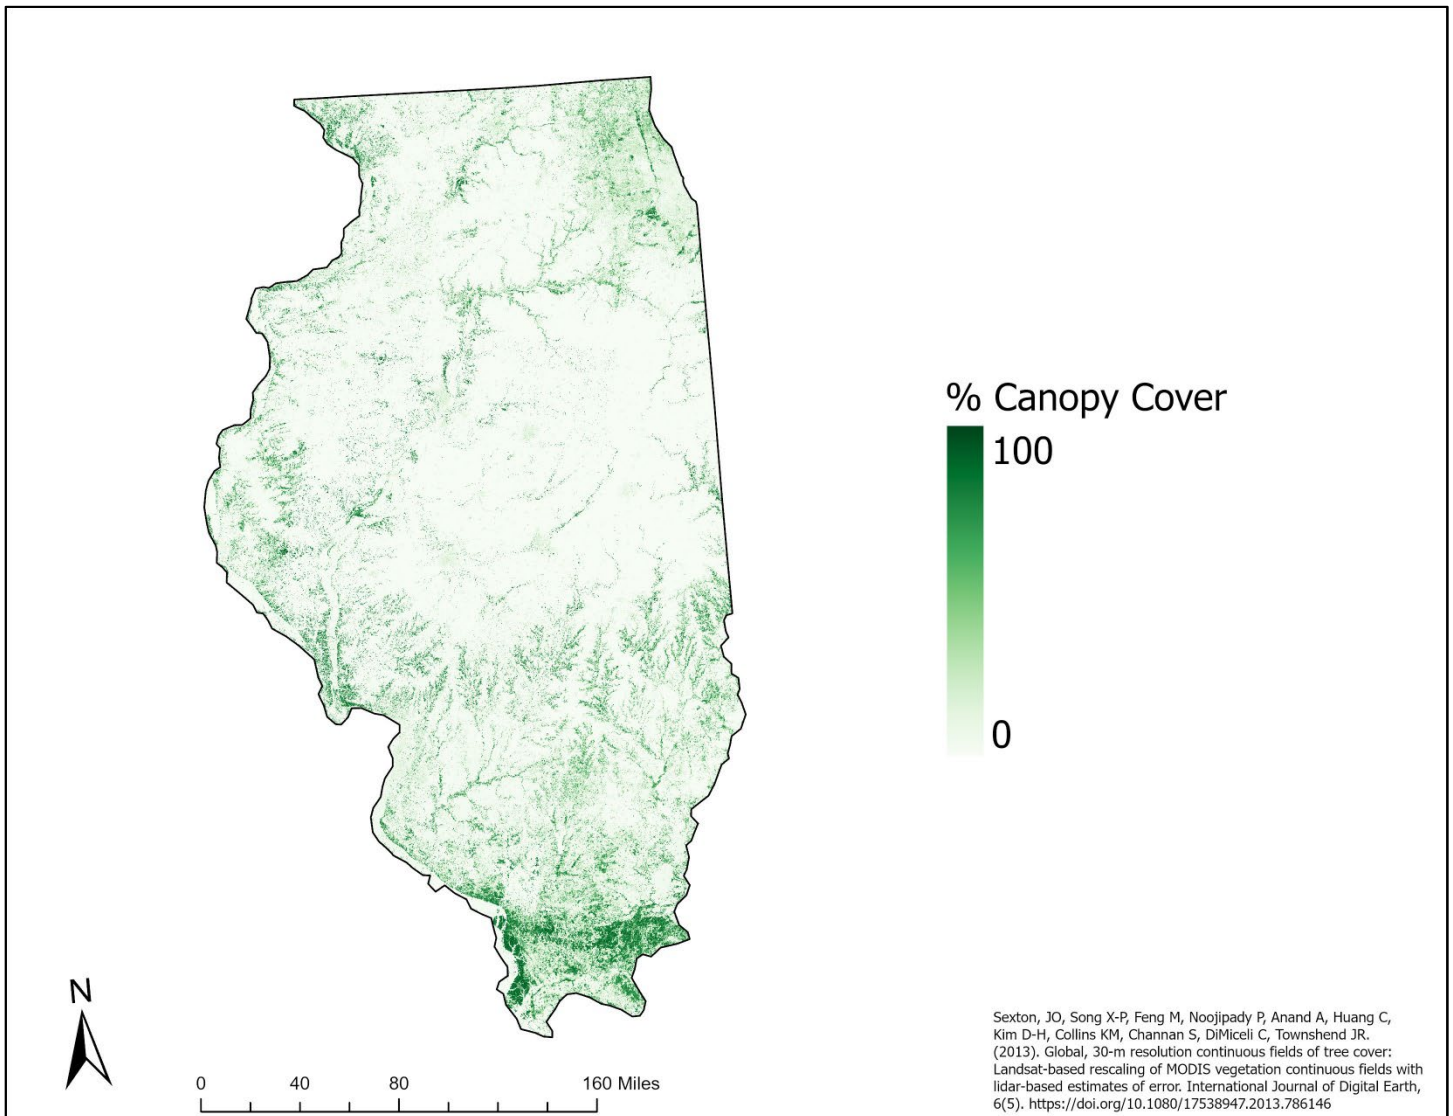 % Canopy Cover
100
0
N
0 40 80 160 Miles
Sexton, JO, Song X-P, Feng M, Noojipady P, Anand A, Huang C,
Kim D-H, Collins KM, Channan S, DiMiceli C, Townshend JR.
(2013). Global, 30-m resolution continuous fields of tree cover:
Landsat-based rescaling of MODIS vegetation continuous fields with
lidar-based estimates of error. International Journal of Digital Earth,
6(5). https://doi.org/10.1080/17538947.2013.786146